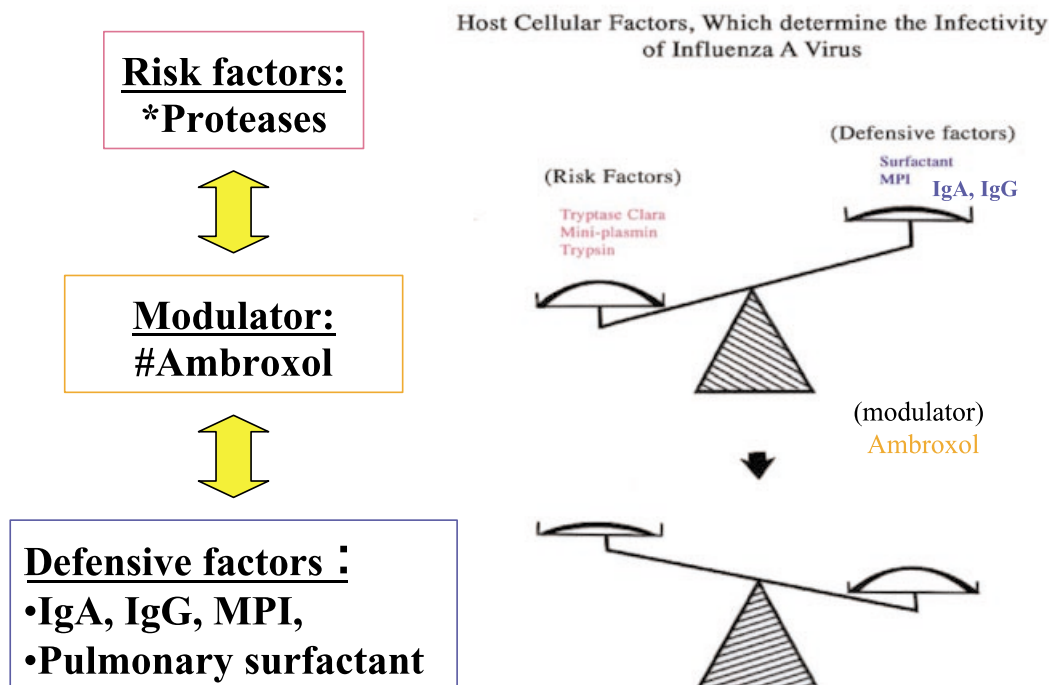 Host Cellular Factors, Which determine the Infectivity
of Influenza A Virus
Risk factors:
*Proteases
Modulator:
#Ambroxol
Defensive factors：
•IgA, IgG, MPI,
•Pulmonary surfactant
(Defensive factors)
Surfactant
MPI
IgA, IgG
(Risk Factors)
Tryptase Clara
Mini-plasmin
Trypsin
(modulator)
Ambroxol